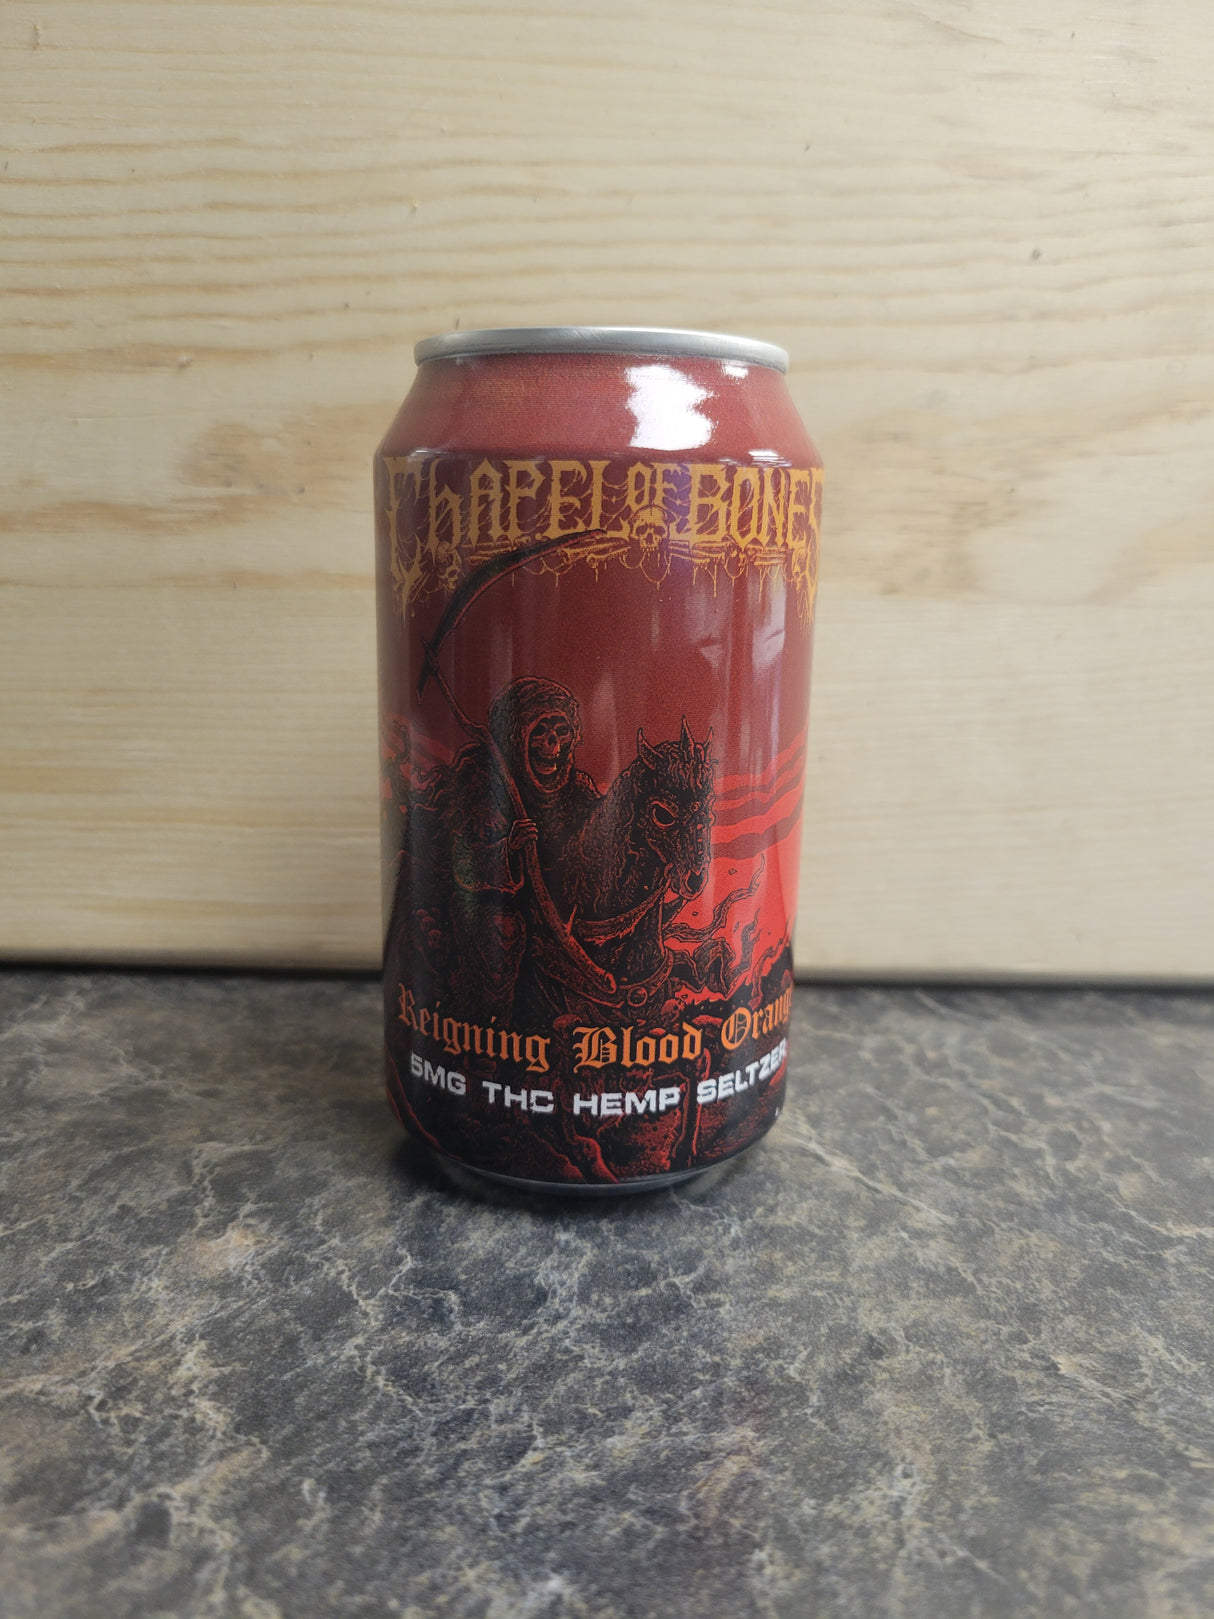 Chapel of Bones
Reigning Blood Orange
5MG THC HEMP SELTZER